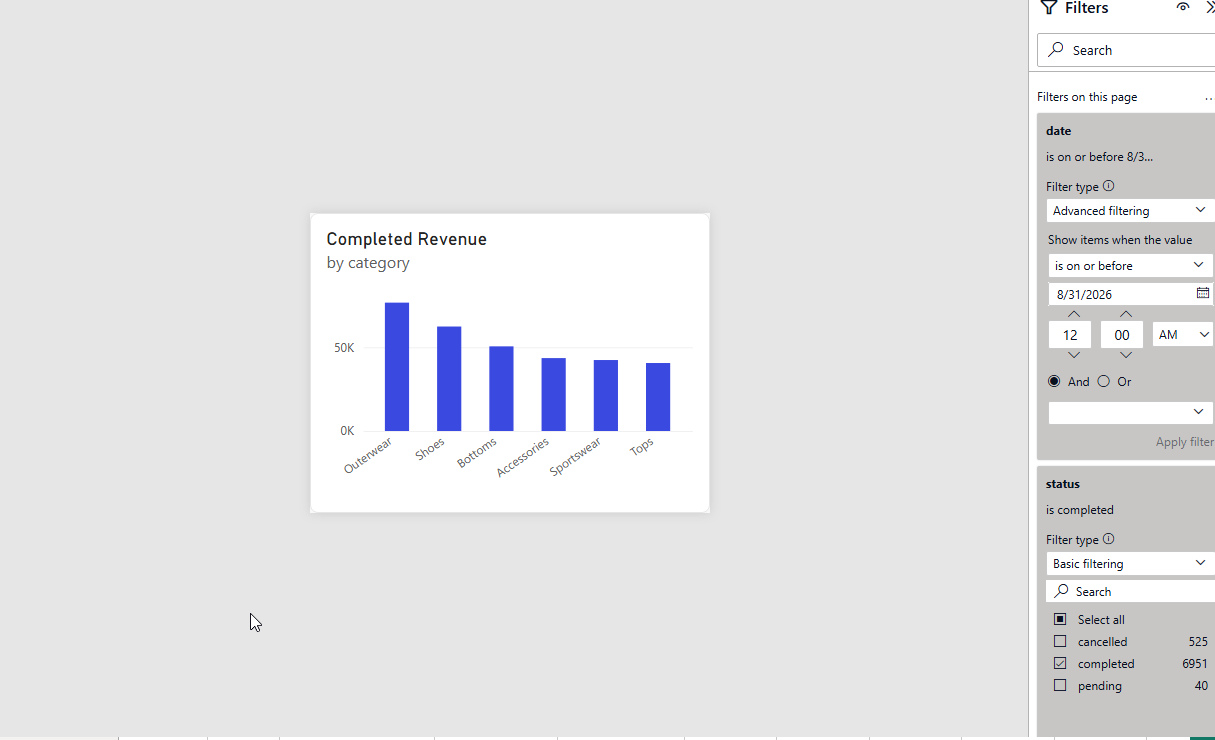 Filters
Search
Filters on this page
...
date
is on or before 8/3...
Filter type
Advanced filtering
Show items when the value
is on or before
8/31/2026
12 00 AM
And Or
Apply filter
status
is completed
Filter type
Basic filtering
Search
Select all
cancelled 525
completed 6951
pending 40
Completed Revenue
by category
50K
0K
Outerwear Shoes Bottoms Accessories Sportswear Tops